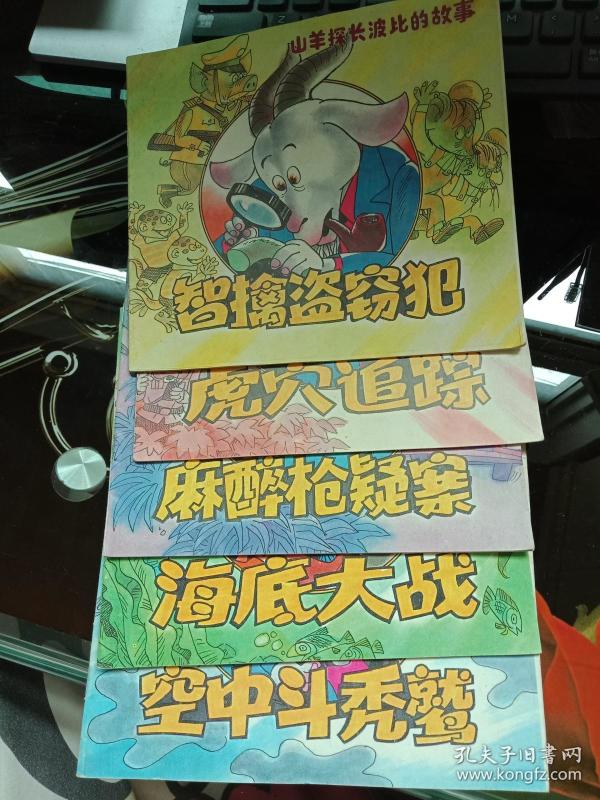 山羊探长波比的故事
智擒盗窃犯
虎穴追踪
麻醉枪疑案
海底大战
空中斗秃鹫
孔夫子旧书网
www.kongfz.com